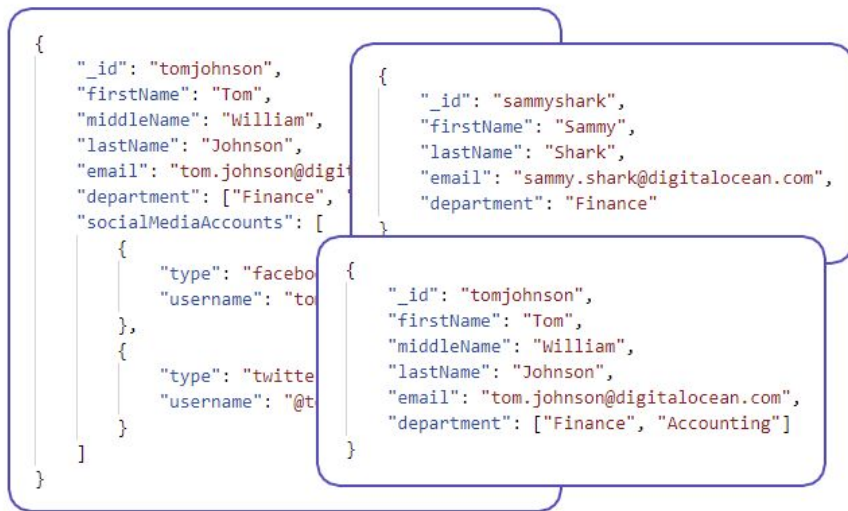 {
"_id": "tomjohnson",
"firstName": "Tom",
"middleName": "William",
"lastName": "Johnson",
"email": "tom.johnson@digit
"department": ["Finance", "
"socialMediaAccounts": [
{
"type": "facebo
"username": "to
},
{
"type": "twitte
"username": "@t
}
]
}
{
"_id": "sammyshark",
"firstName": "Sammy",
"lastName": "Shark",
"email": "sammy.shark@digitalocean.com",
"department": "Finance"
}
{
"_id": "tomjohnson",
"firstName": "Tom",
"middleName": "William",
"lastName": "Johnson",
"email": "tom.johnson@digitalocean.com",
"department": ["Finance", "Accounting"]
}